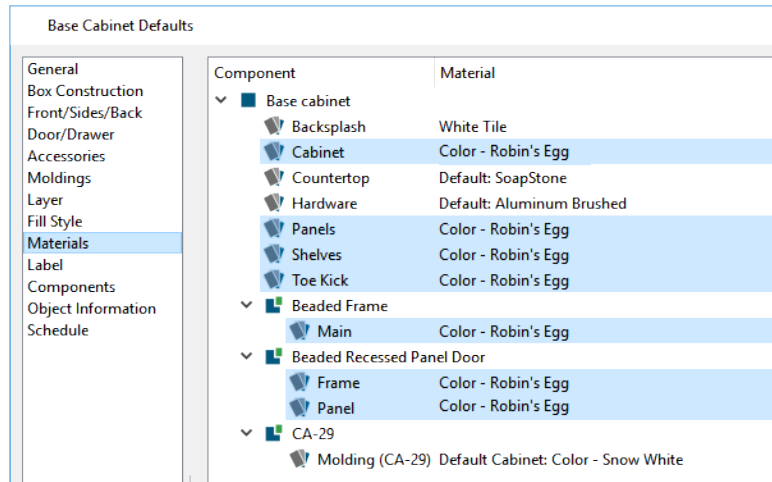 Base Cabinet Defaults
General
Box Construction
Front/Sides/Back
Door/Drawer
Accessories
Moldings
Layer
Fill Style
Materials
Label
Components
Object Information
Schedule
Component Material
Base cabinet
Backsplash White Tile
Cabinet Color - Robin's Egg
Countertop Default: SoapStone
Hardware Default: Aluminum Brushed
Panels Color - Robin's Egg
Shelves Color - Robin's Egg
Toe Kick Color - Robin's Egg
Beaded Frame
Main Color - Robin's Egg
Beaded Recessed Panel Door
Frame Color - Robin's Egg
Panel Color - Robin's Egg
CA-29
Molding (CA-29) Default Cabinet: Color - Snow White